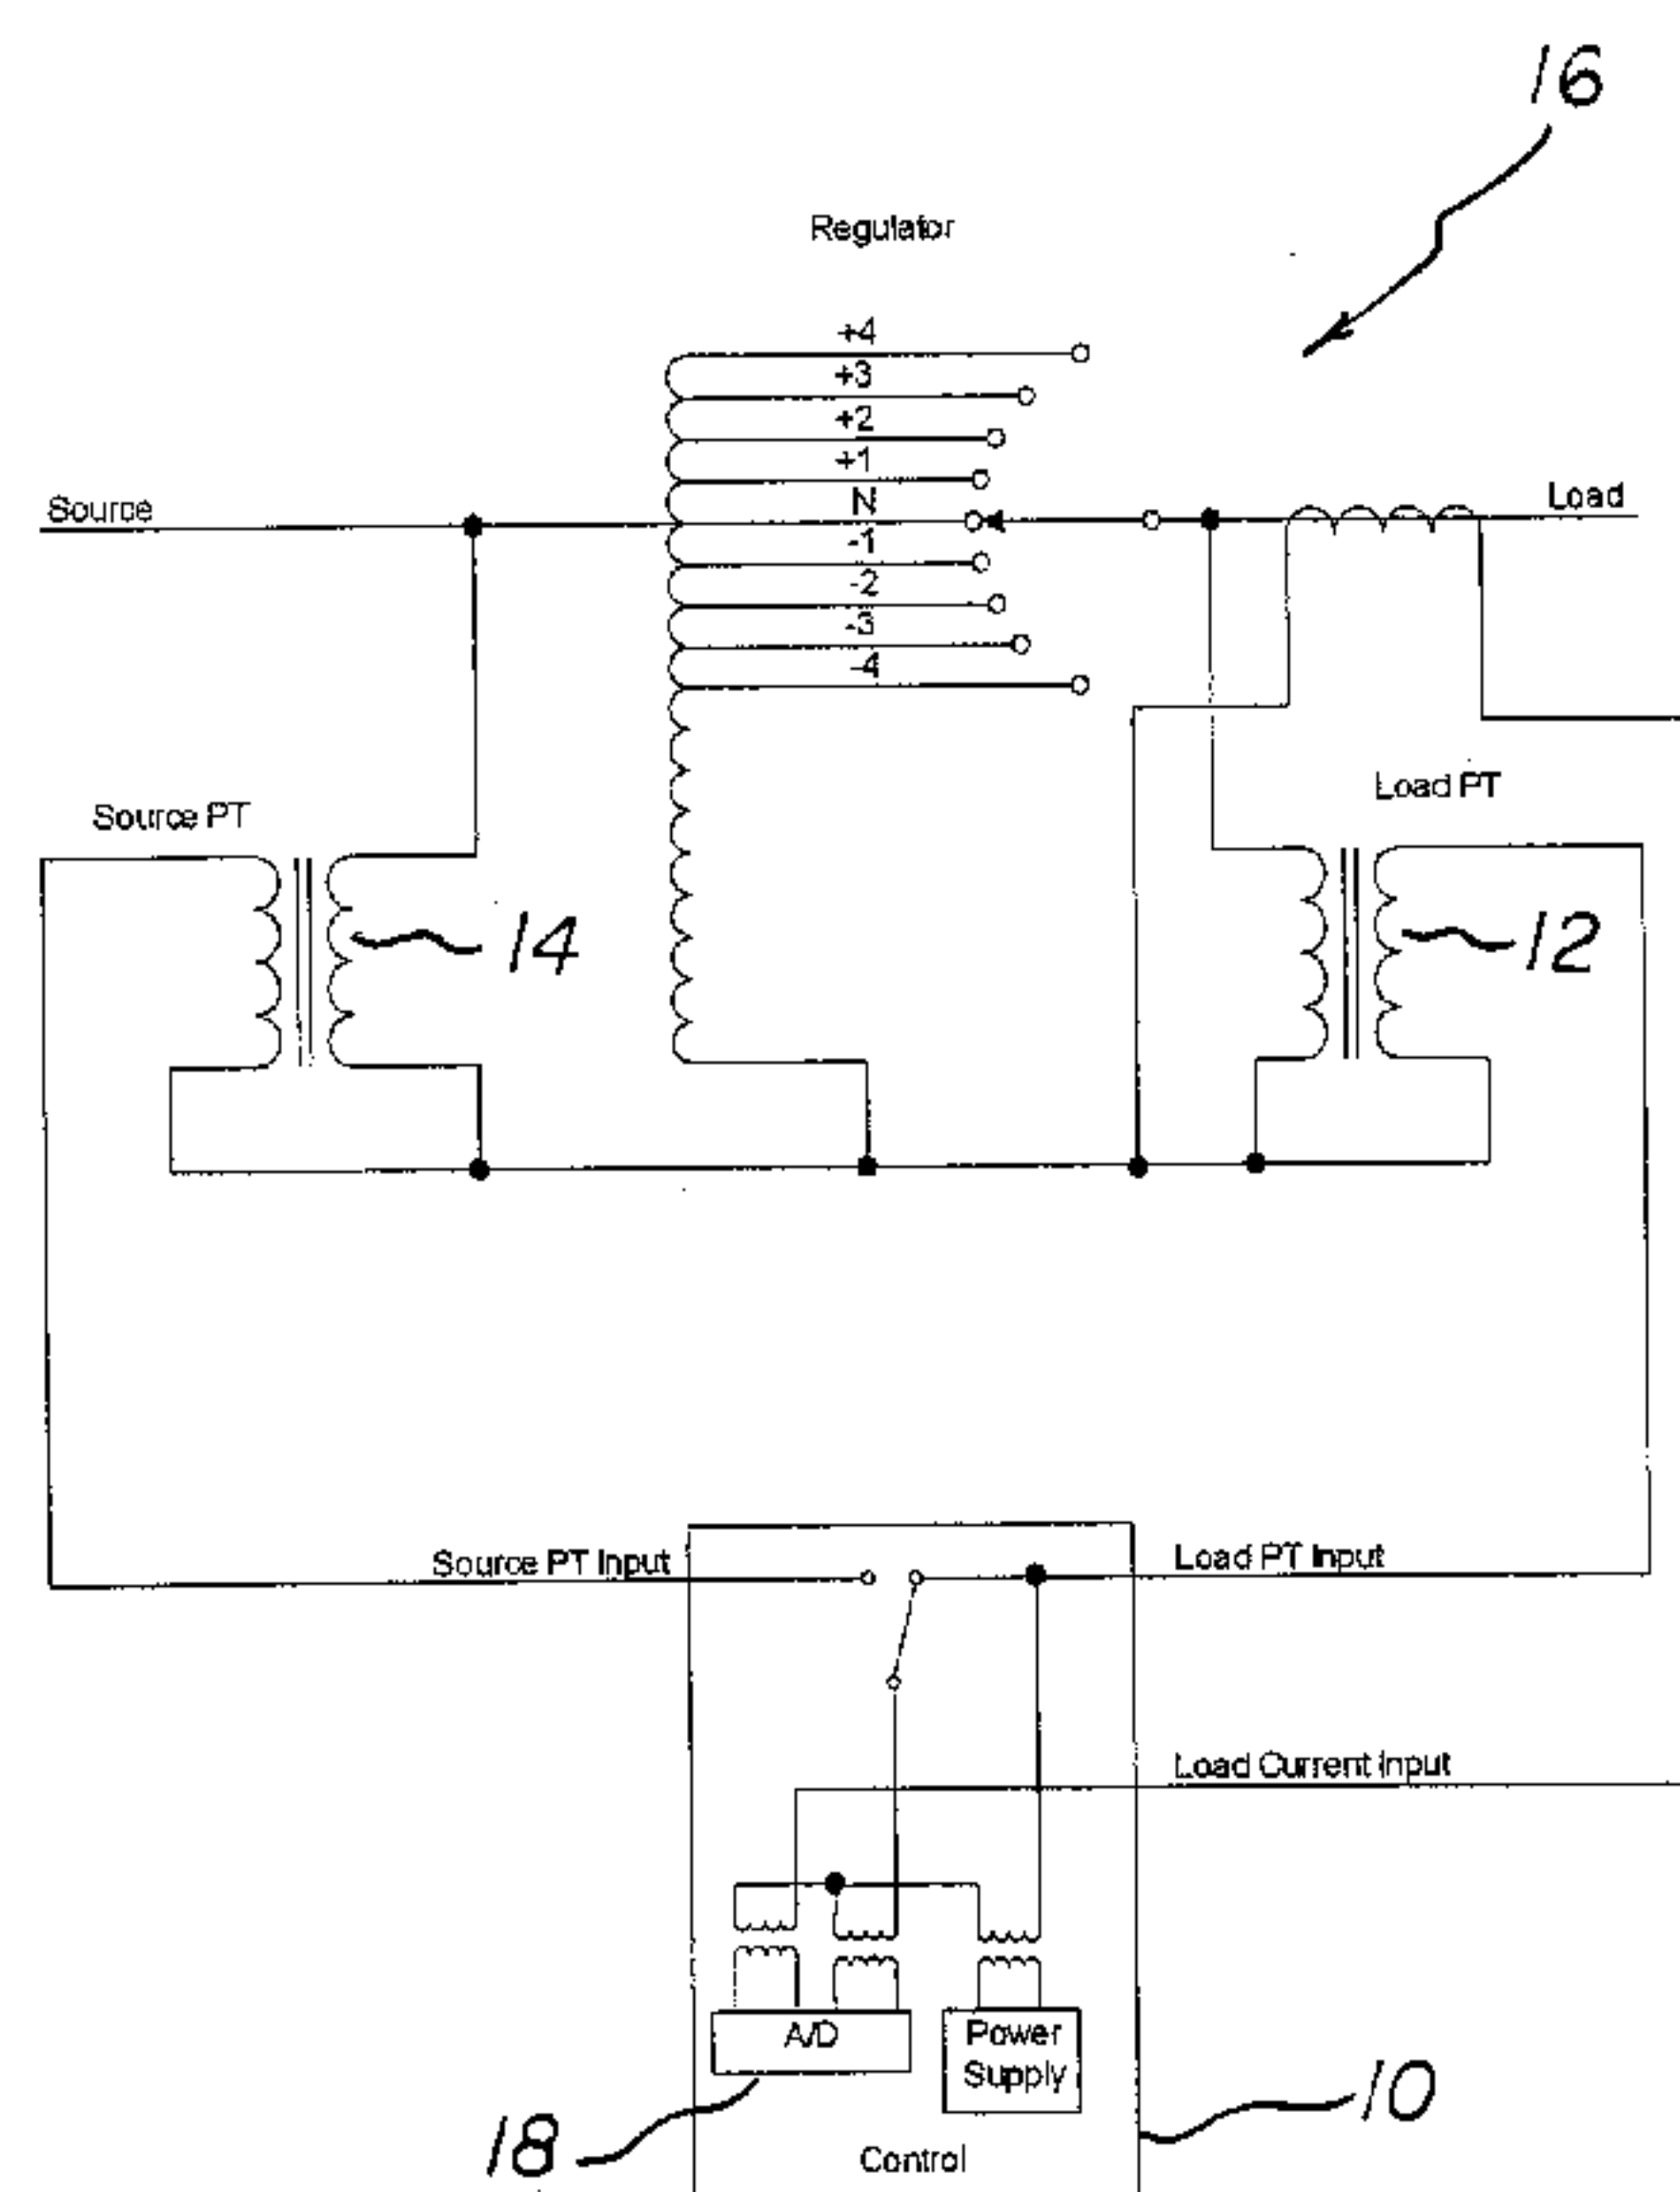 16
Regulator
+4
+3
+2
+1
Source
N
Load
-1
-2
-3
-4
Source PT
Load PT
14
12
Source PT Input
Load PT Input
Load Current Input
A/D
Power
Supply
10
18
Control